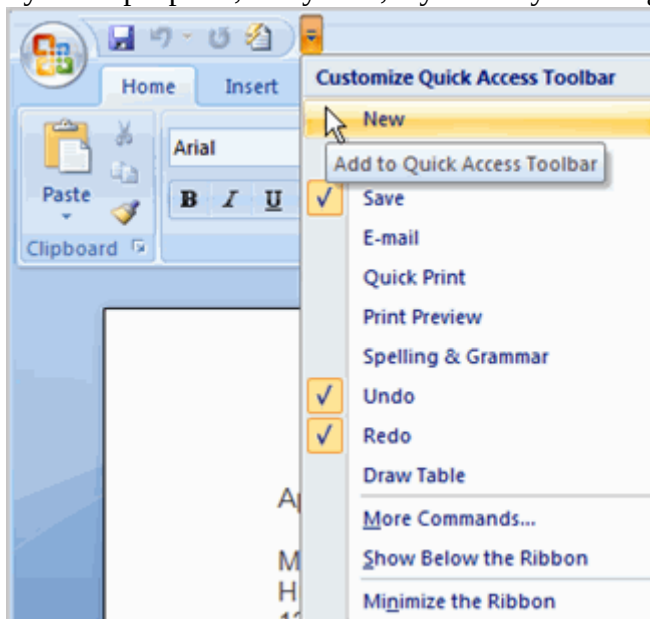 Home Insert
Customize Quick Access Toolbar
New
Add to Quick Access Toolbar
Arial
Paste
B I U
Save
Clipboard
E-mail
Quick Print
Print Preview
Spelling & Grammar
Undo
Redo
Draw Table
More Commands...
Show Below the Ribbon
Minimize the Ribbon